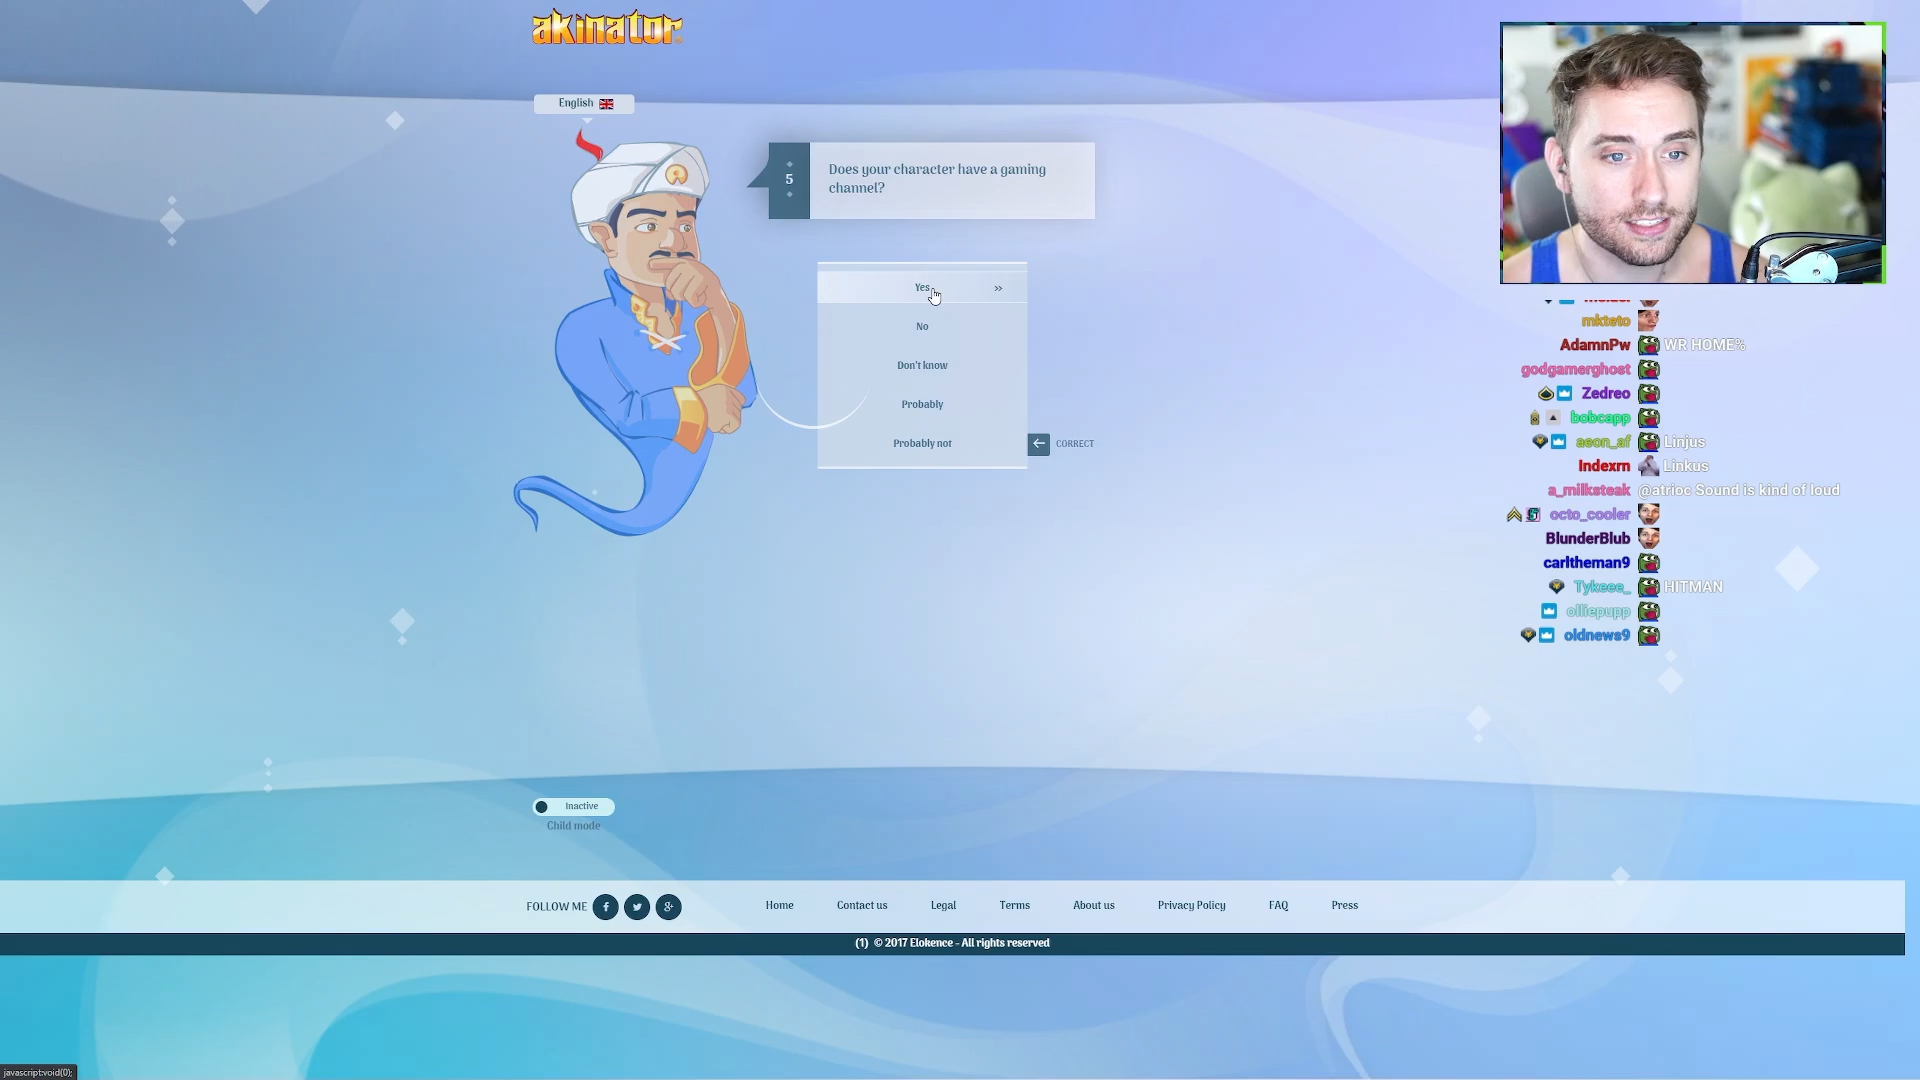 akinator
English
5
Does your character have a gaming
channel?
Yes
No
Don't know
Probably
Probably not
CORRECT
mkteto
AdamnPw WR HOME%
godgamerghost
Zedreo
bobcapp
aeon_af Linjus
Indexrn Linkus
a_milksteak @atrioc Sound is kind of loud
octo_cooler
BlunderBlub
carltheman9
Tykeee_ HITMAN
olliepupp
oldnews9
Inactive
Child mode
FOLLOW ME
Home Contact us Legal Terms About us Privacy Policy FAQ Press
(1) © 2017 Elokence - All rights reserved
javascript:void(0);